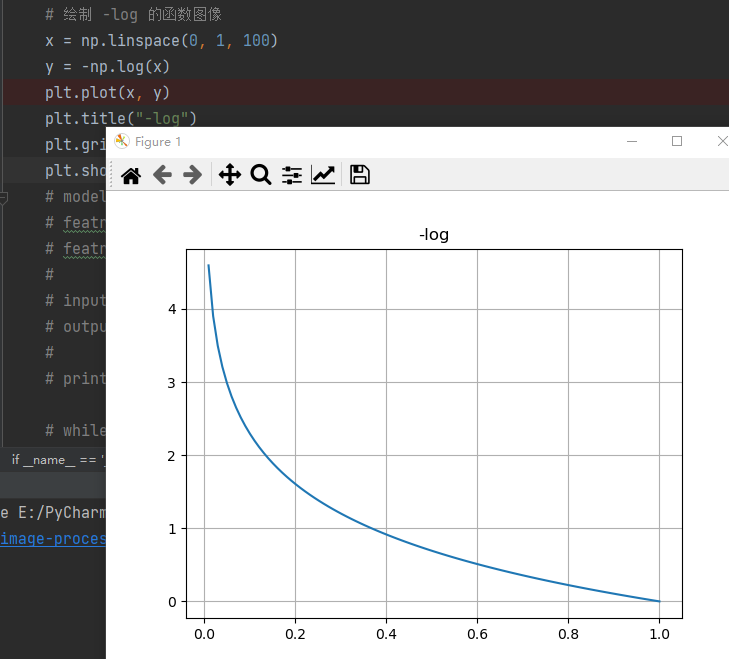 # 绘制 -log 的函数图像
x = np.linspace(0, 1, 100)
y = -np.log(x)
plt.plot(x, y)
plt.title("-log")
plt.gri
plt.sho
# model
# featr
# featr
#
# input
# outpu
#
# print
# while
if __name__ == '_
e E:/PyCharm
image-proces
Figure 1
-log
4
3
2
1
0
0.0 0.2 0.4 0.6 0.8 1.0